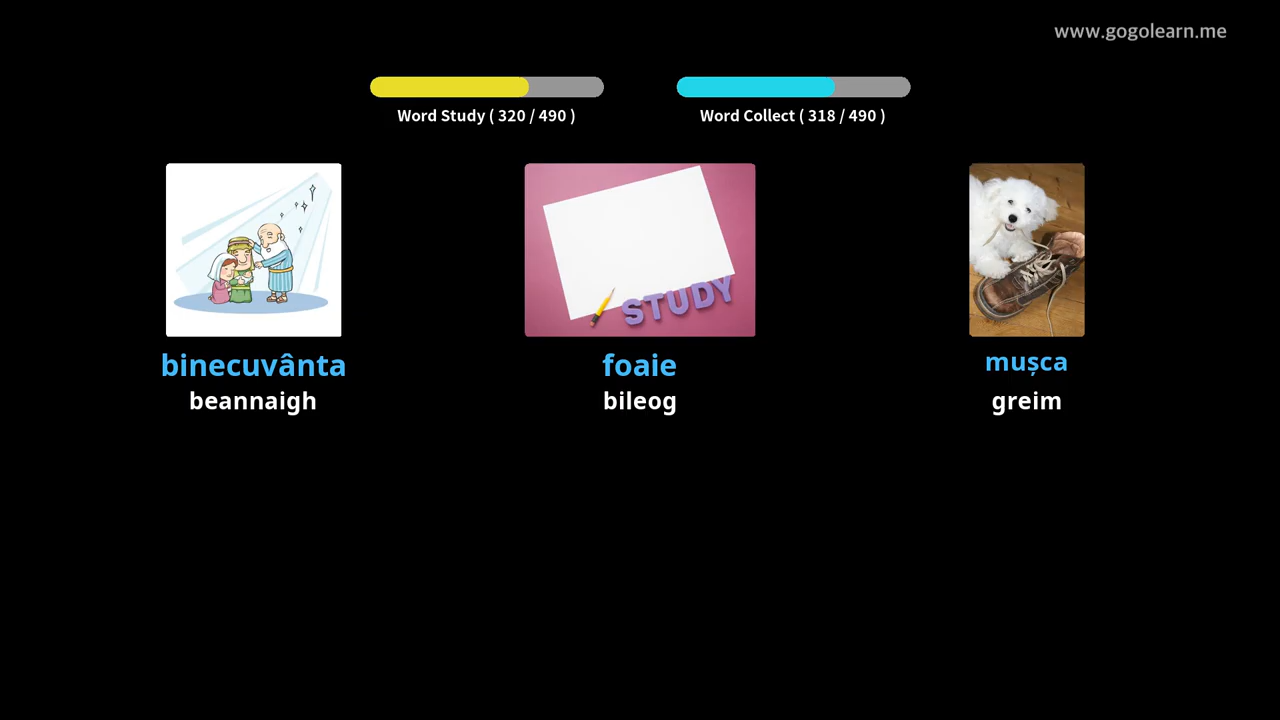 www.gogolearn.me
Word Study ( 320 / 490 )
Word Collect ( 318 / 490 )
STUDY
binecuvânta
foaie
mușca
beannaigh
bileog
greim